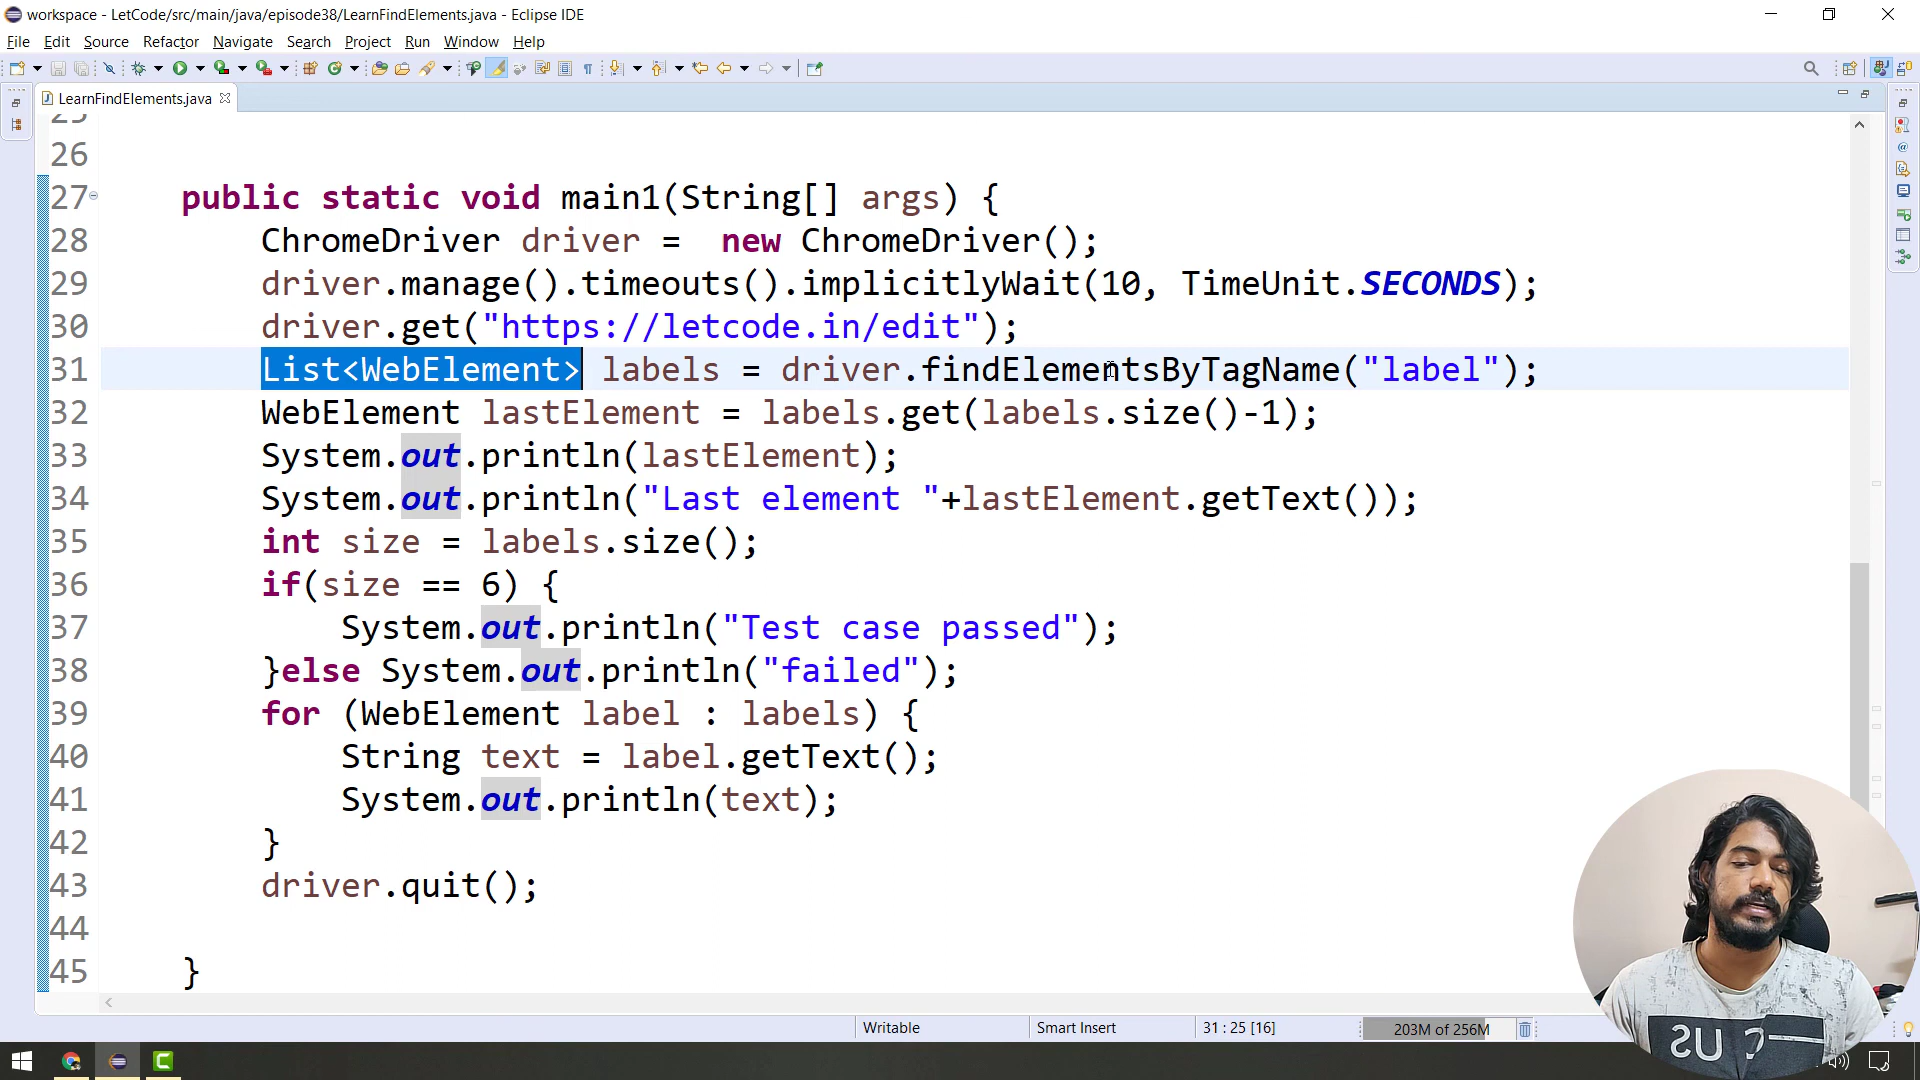 workspace - LetCode/src/main/java/episode38/LearnFindElements.java - Eclipse IDE
File Edit Source Refactor Navigate Search Project Run Window Help
LearnFindElements.java
25
26
27 public static void main1(String[] args) {
28 ChromeDriver driver =  new ChromeDriver();
29 driver.manage().timeouts().implicitlyWait(10, TimeUnit.SECONDS);
30 driver.get("https://letcode.in/edit");
31 List<WebElement> labels = driver.findElementsByTagName("label");
32 WebElement lastElement = labels.get(labels.size()-1);
33 System.out.println(lastElement);
34 System.out.println("Last element "+lastElement.getText());
35 int size = labels.size();
36 if(size == 6) {
37 System.out.println("Test case passed");
38 }else System.out.println("failed");
39 for (WebElement label : labels) {
40 String text = label.getText();
41 System.out.println(text);
42 }
43 driver.quit();
44
45 }
Writable Smart Insert 31 : 25 [16] 203M of 256M